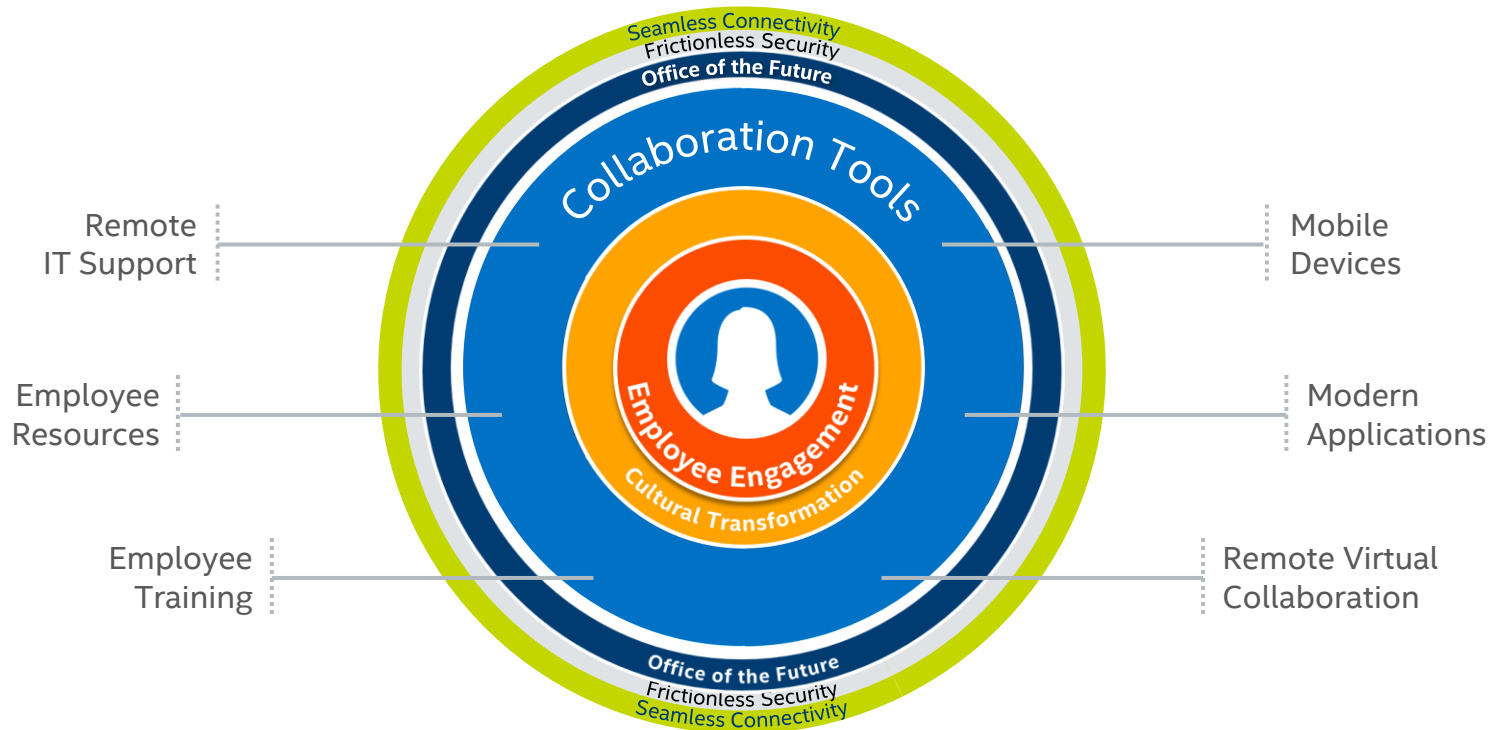 Seamless Connectivity
Frictionless Security
Office of the Future
Collaboration Tools
Remote
IT Support
Mobile
Devices
Employee
Resources
Modern
Applications
Employee Engagement
Cultural Transformation
Employee
Training
Remote Virtual
Collaboration
Office of the Future
Frictionless Security
Seamless Connectivity